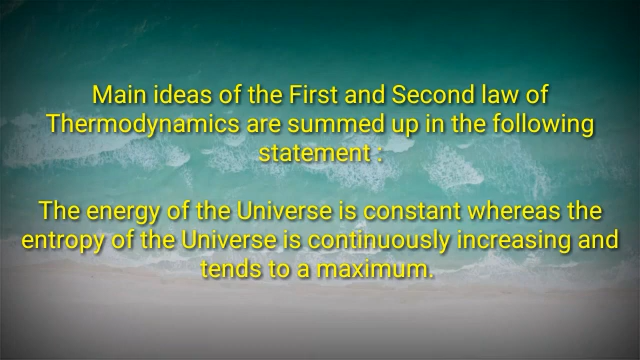 Main ideas of the First and Second law of
Thermodynamics are summed up in the following
statement :
The energy of the Universe is constant whereas the
entropy of the Universe is continuously increasing and
tends to a maximum.